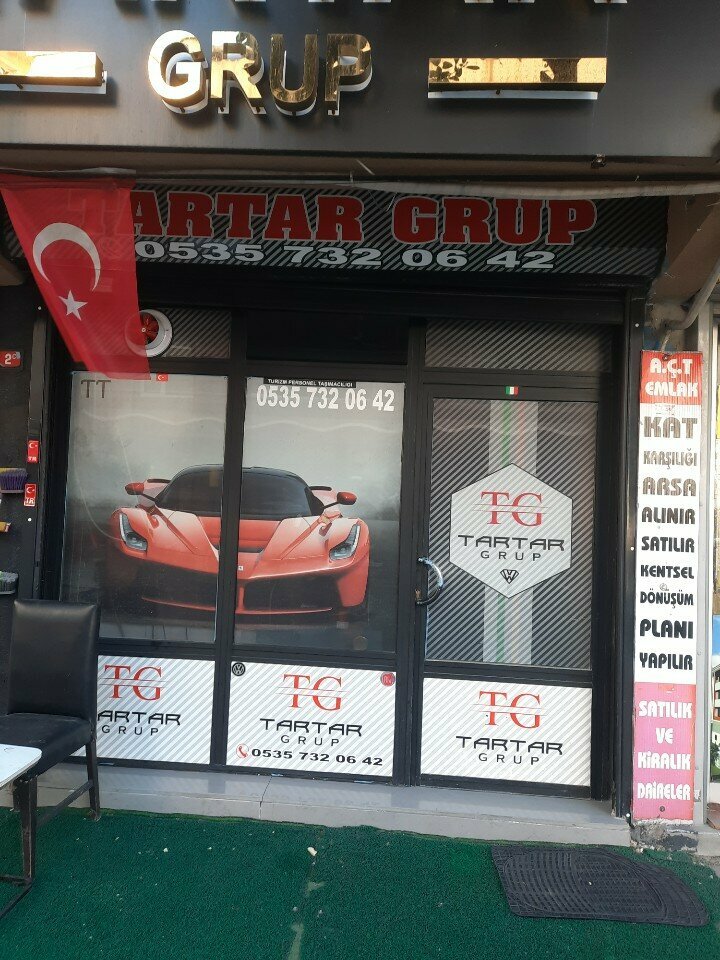 GRUP
TARTAR GRUP
0535 732 06 42
2C
TT
TURİZM PERSONEL TAŞIMACILIĞI
0535 732 06 42
TG
TARTAR
GRUP
TG
TARTAR
GRUP
TG
TARTAR
GRUP
0535 732 06 42
TG
TARTAR
GRUP
A.Ç.T
EMLAK
KAT
KARŞILIĞI
ARSA
ALINIR
SATILIR
KENTSEL
DÖNÜŞÜM
PLANI
YAPILIR
SATILIK
VE
KİRALIK
DAİRELER